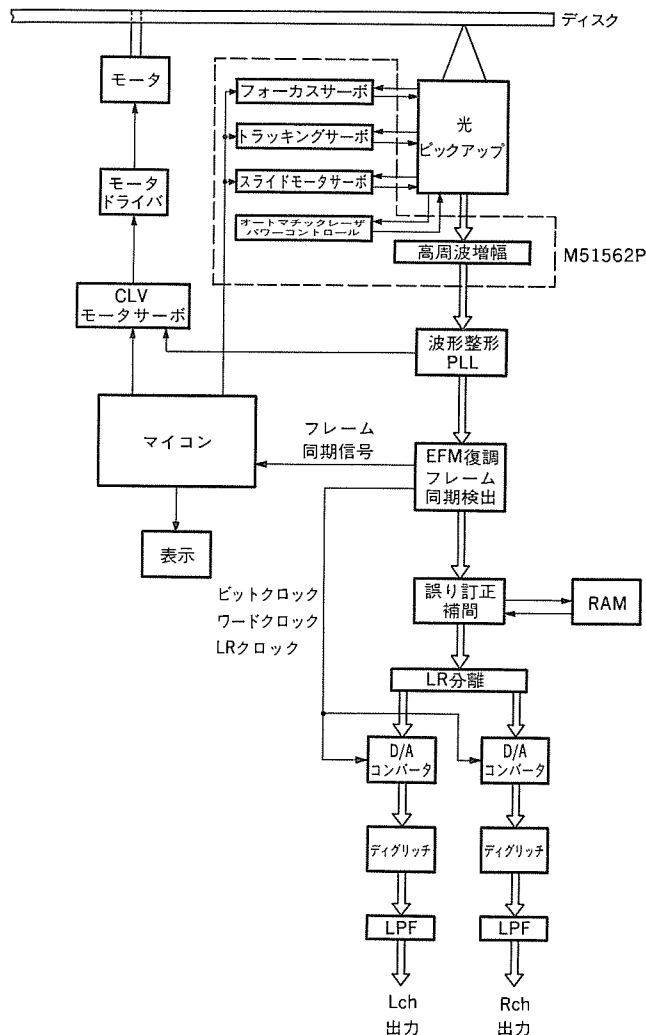 ディスク
モータ
フォーカスサーボ
光
ピックアップ
トラッキングサーボ
モータ
ドライバ
スライドモータサーボ
オートマチックレーザ
パワーコントロール
高周波増幅
M51562P
CLV
モータサーボ
波形整形
PLL
マイコン
フレーム
同期信号
EFM復調
フレーム
同期検出
表示
ビットクロック
ワードクロック
LRクロック
誤り訂正
補間
RAM
LR分離
D/A
コンバータ
D/A
コンバータ
ディグリッチ
ディグリッチ
LPF
LPF
Lch
出力
Rch
出力